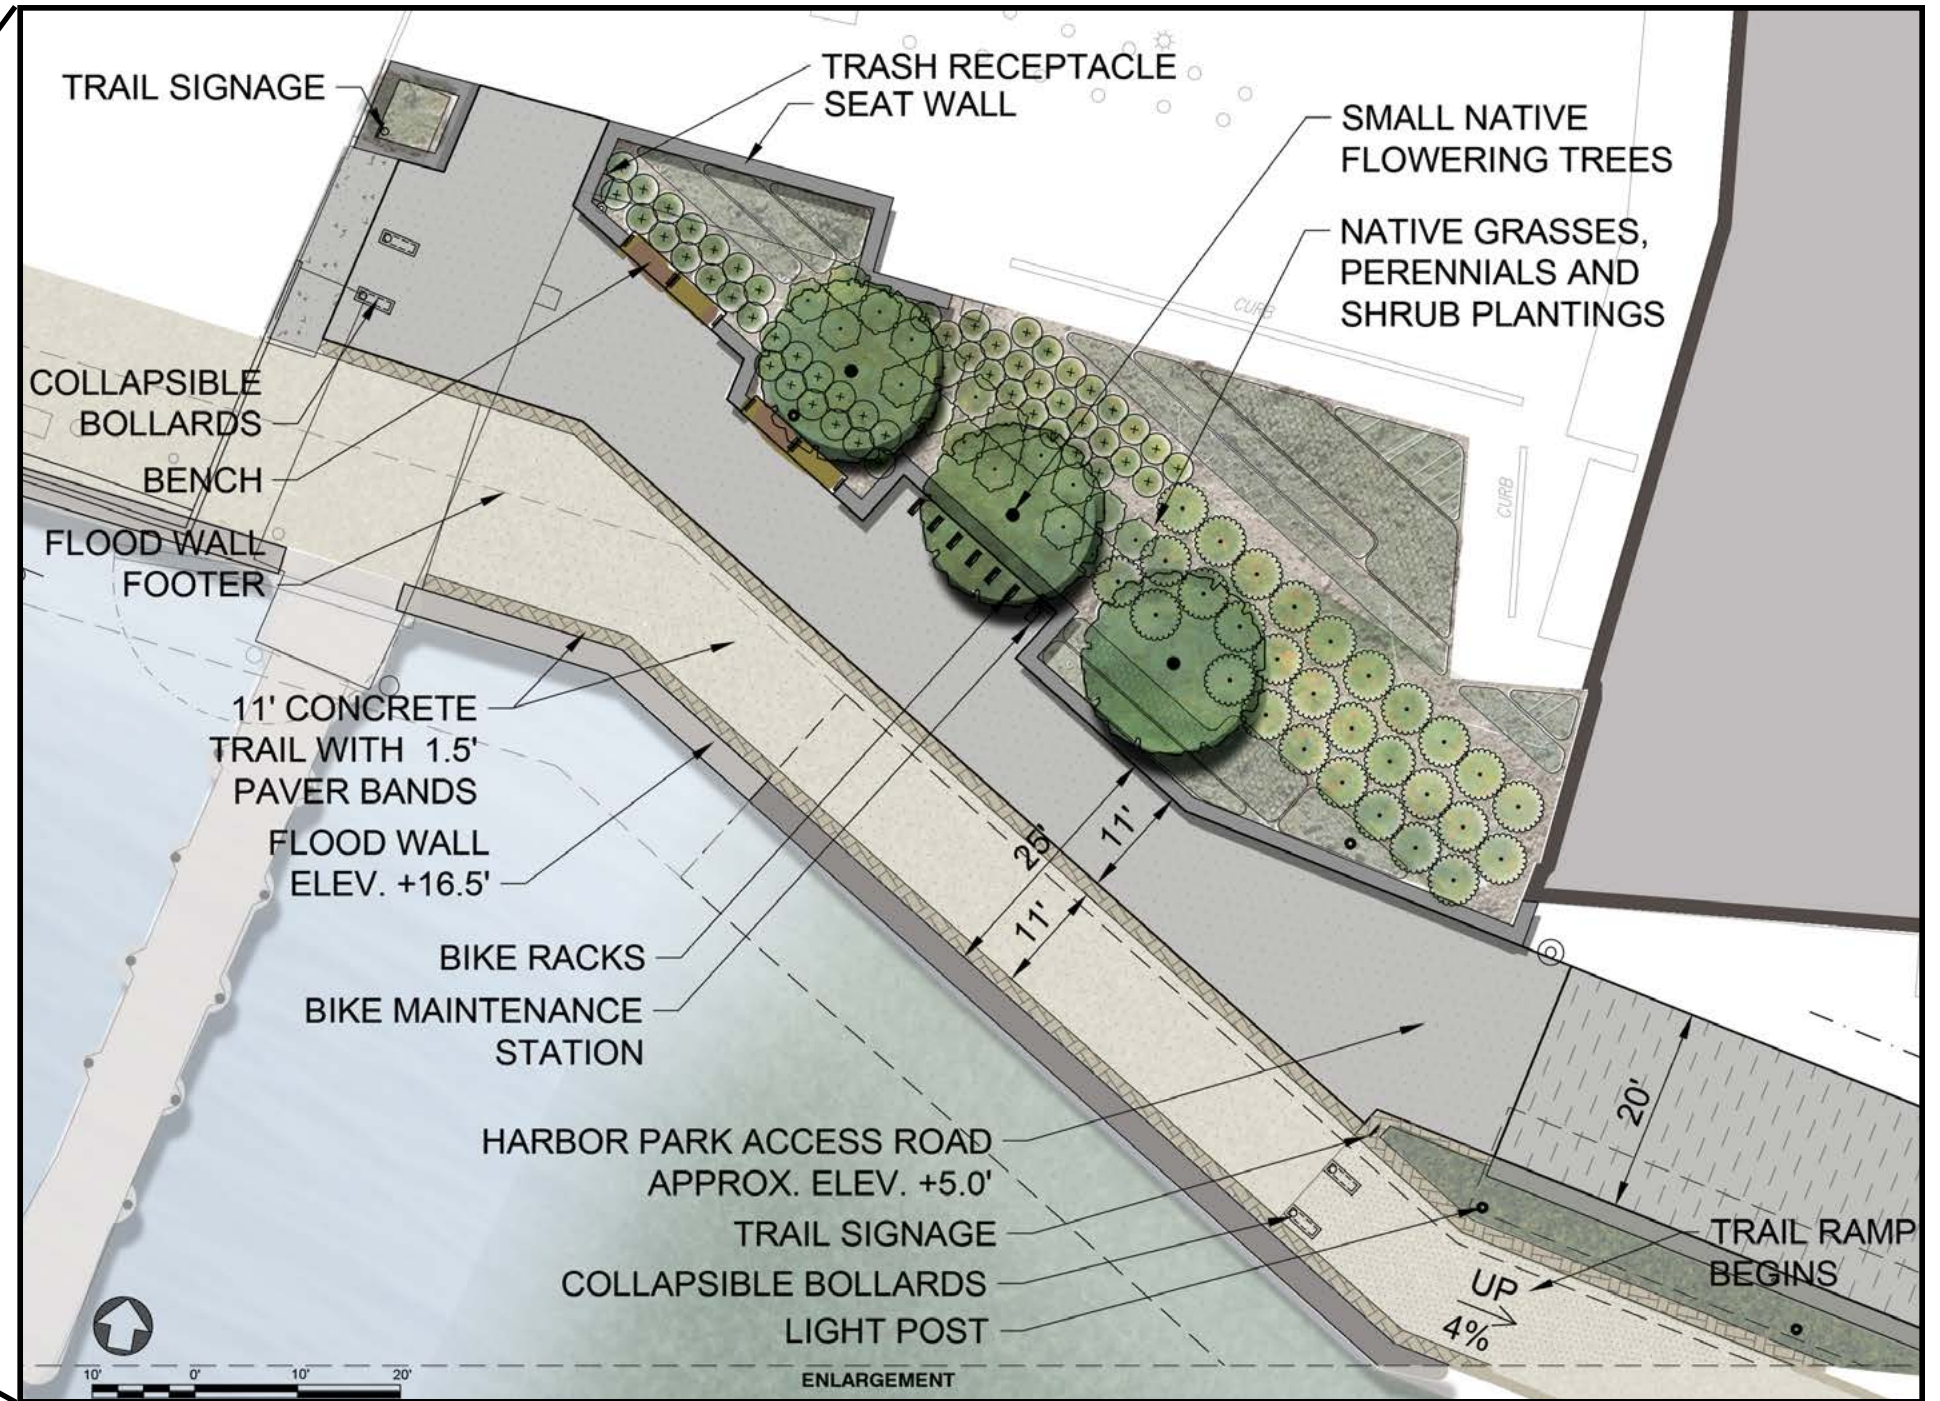 TRAIL SIGNAGE
TRASH RECEPTACLE
SEAT WALL
SMALL NATIVE
FLOWERING TREES
NATIVE GRASSES,
PERENNIALS AND
SHRUB PLANTINGS
CURB
CURB
COLLAPSIBLE
BOLLARDS
BENCH
FLOOD WALL
FOOTER
11' CONCRETE
TRAIL WITH 1.5'
PAVER BANDS
FLOOD WALL
ELEV. +16.5'
25'
11'
11'
BIKE RACKS
BIKE MAINTENANCE
STATION
20'
HARBOR PARK ACCESS ROAD
APPROX. ELEV. +5.0'
TRAIL SIGNAGE
COLLAPSIBLE BOLLARDS
LIGHT POST
TRAIL RAMP
BEGINS
UP
4%
10' 0' 10' 20'
ENLARGEMENT